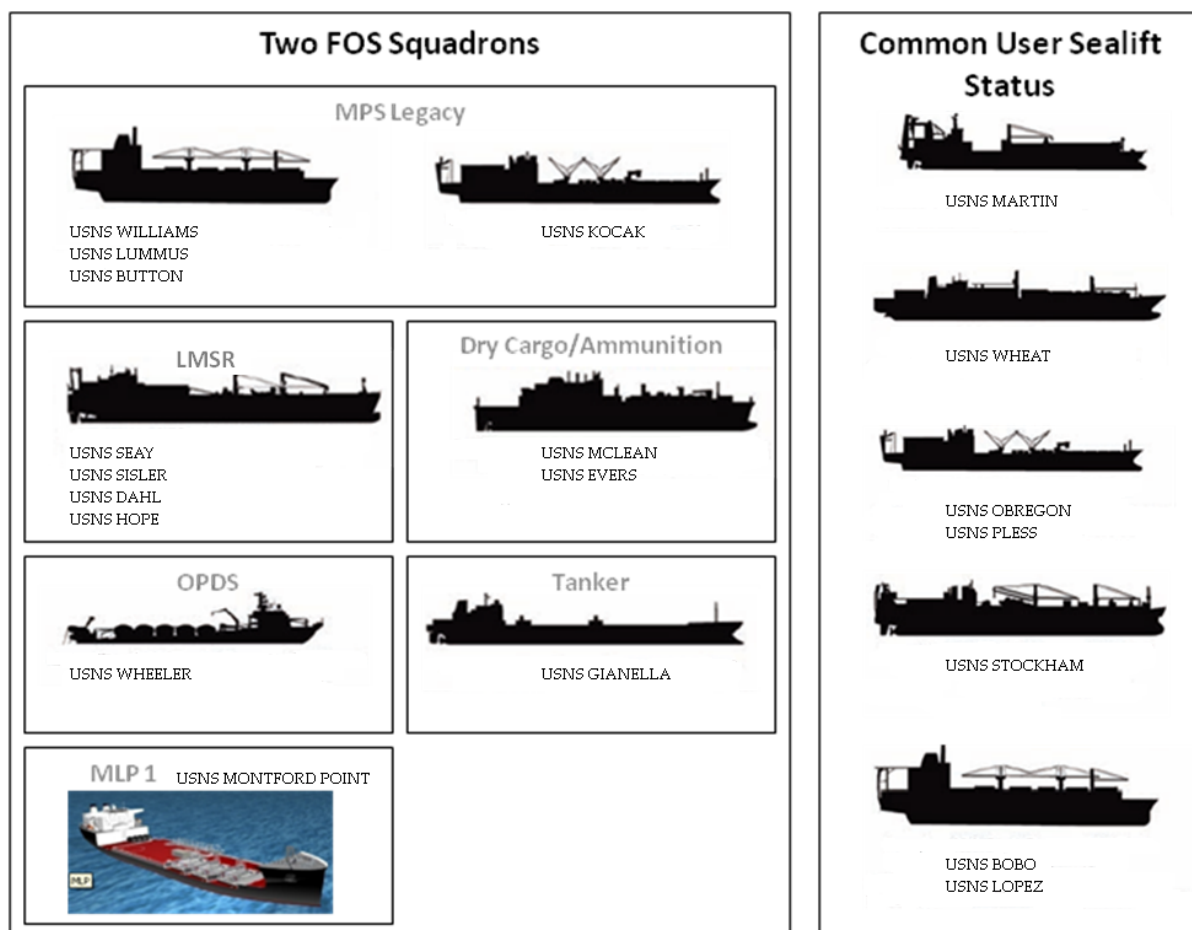 Two FOS Squadrons
MPS Legacy
USNS WILLIAMS
USNS LUMMUS
USNS BUTTON
USNS KOCAK
LMSR
USNS SEAY
USNS SISLER
USNS DAHL
USNS HOPE
Dry Cargo/Ammunition
USNS MCLEAN
USNS EVERS
OPDS
USNS WHEELER
Tanker
USNS GIANELLA
MLP 1 USNS MONTFORD POINT
MLP
Common User Sealift
Status
USNS MARTIN
USNS WHEAT
USNS OBREGON
USNS PLESS
USNS STOCKHAM
USNS BOBO
USNS LOPEZ